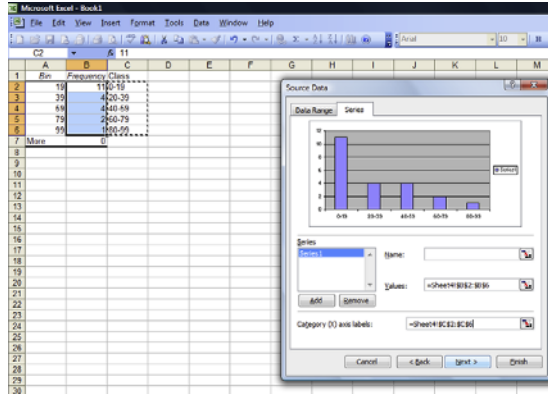 Microsoft Excel - Book1
File Edit View Insert Format Tools Data Window Help
Arial 10
C2 11
A B C D E F G H I J K L M
1 Bin Frequency Class
2 19 11 0-19
3 39 4 20-39
4 4 40-59
5 79 2 60-79
6 99 1 80-99
7 More 0
8
9
10
11
12
13
14
15
16
17
18
19
20
21
22
23
24
25
26
27
28
29
30
Source Data
Data Range Series
12
10
8
6
4
2
0
0-19 20-39 40-59 60-79 80-99
Series1
Series
Series1
Name:
Values: =Sheet4!$B$2:$B$6
Add Remove
Category (X) axis labels: =Sheet4!$C$2:$C$6
Cancel < Back Next > Finish